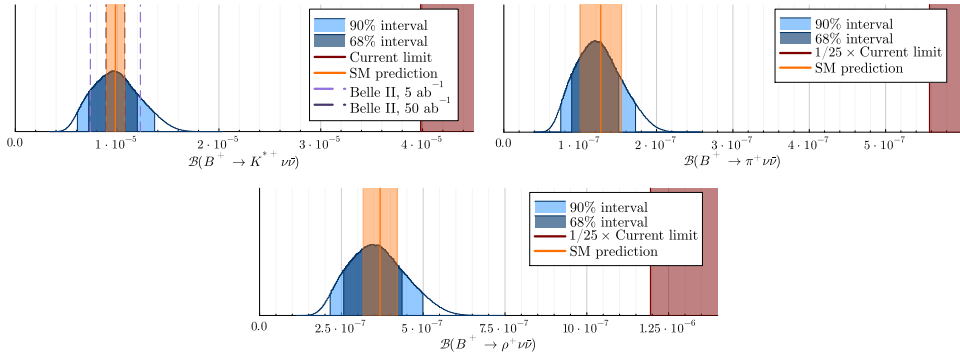 90% interval
68% interval
Current limit
SM prediction
Belle II, 5 ab⁻¹
Belle II, 50 ab⁻¹
0.0 1·10⁻⁵ 2·10⁻⁵ 3·10⁻⁵ 4·10⁻⁵
ℬ(B⁺ → K*⁺ νν̄)
90% interval
68% interval
1/25 × Current limit
SM prediction
0.0 1·10⁻⁷ 2·10⁻⁷ 3·10⁻⁷ 4·10⁻⁷ 5·10⁻⁷
ℬ(B⁺ → π⁺νν̄)
90% interval
68% interval
1/25 × Current limit
SM prediction
0.0 2.5·10⁻⁷ 5·10⁻⁷ 7.5·10⁻⁷ 10·10⁻⁷ 1.25·10⁻⁶
ℬ(B⁺ → ρ⁺νν̄)